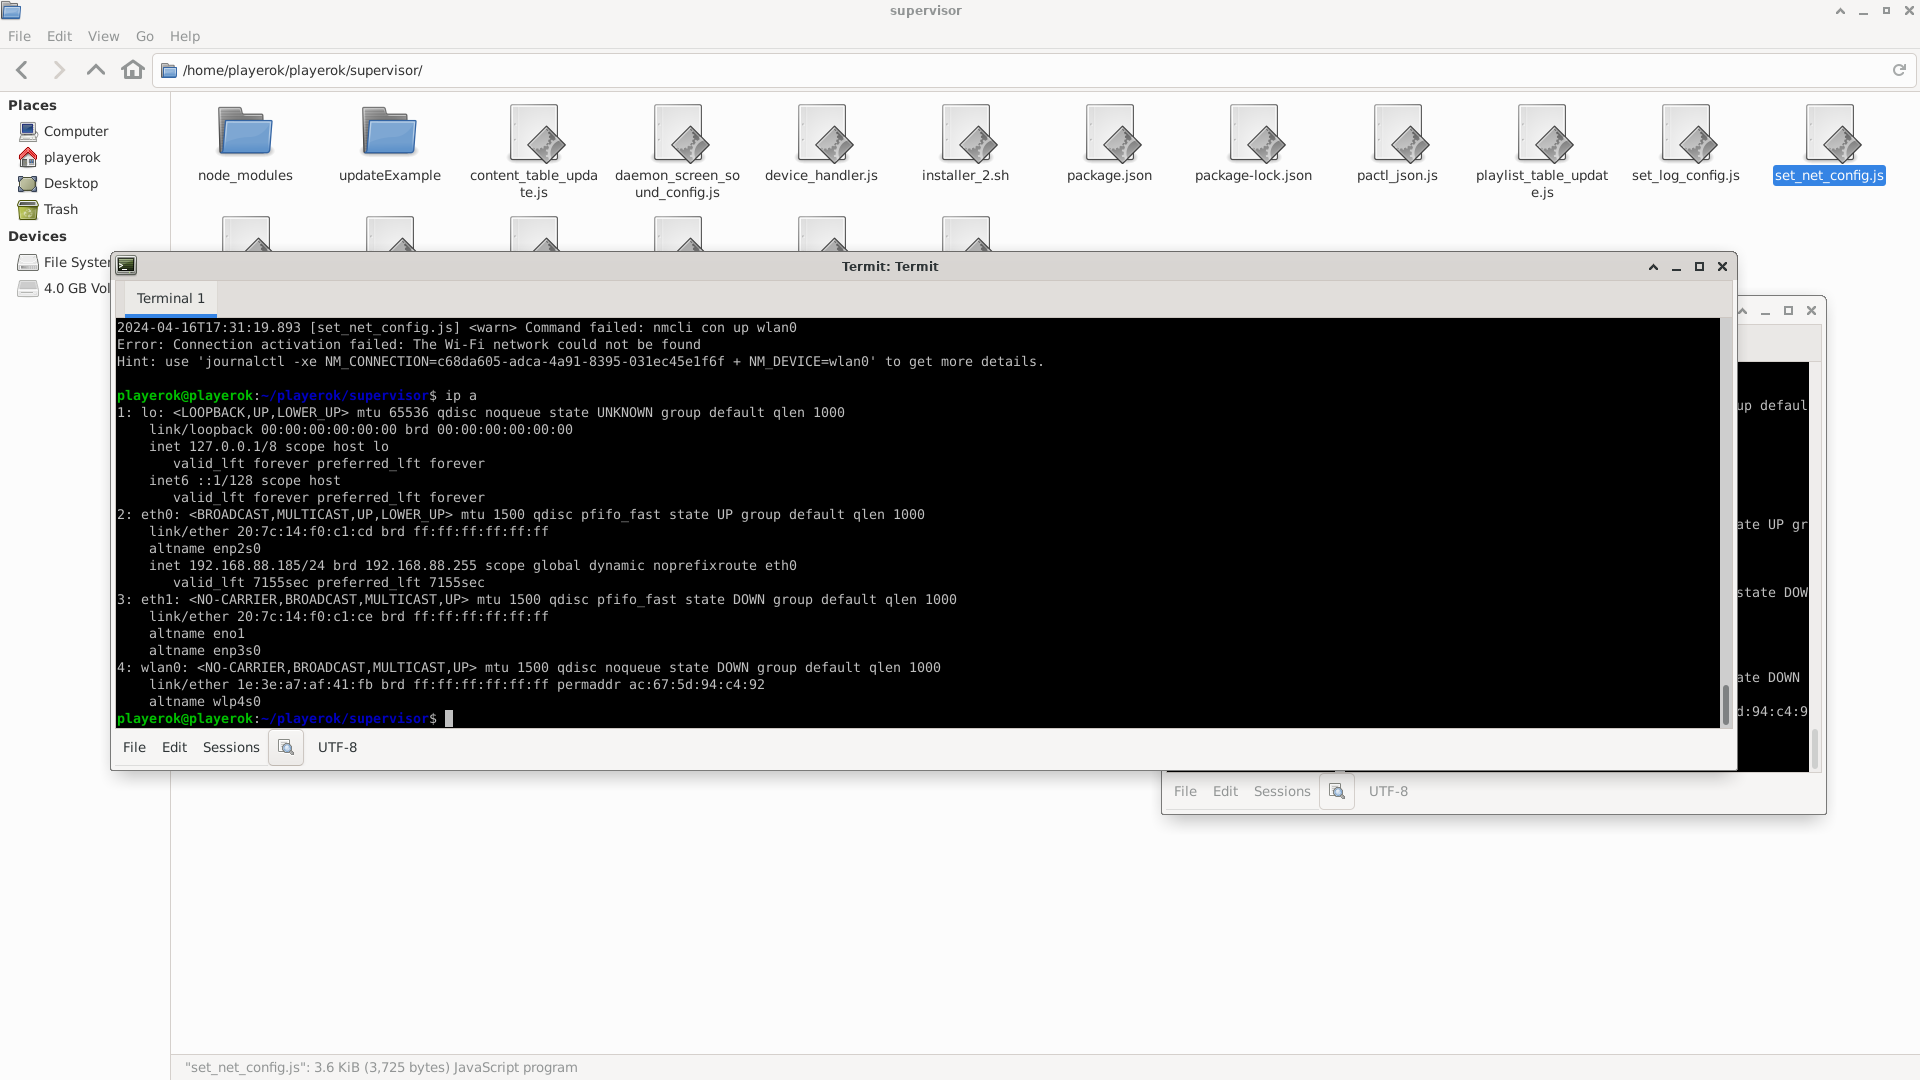 supervisor
File Edit View Go Help
/home/playerok/playerok/supervisor/
Places
Computer
playerok
Desktop
Trash
Devices
File Syster
4.0 GB Vol
node_modules
updateExample
content_table_upda
te.js
daemon_screen_so
und_config.js
device_handler.js
installer_2.sh
package.json
package-lock.json
pactl_json.js
playlist_table_updat
e.js
set_log_config.js
set_net_config.js
Termit: Termit
Terminal 1
2024-04-16T17:31:19.893 [set_net_config.js] <warn> Command failed: nmcli con up wlan0
Error: Connection activation failed: The Wi-Fi network could not be found
Hint: use 'journalctl -xe NM_CONNECTION=c68da605-adca-4a91-8395-031ec45e1f6f + NM_DEVICE=wlan0' to get more details.
playerok@playerok:~/playerok/supervisor$ ip a
1: lo: <LOOPBACK,UP,LOWER_UP> mtu 65536 qdisc noqueue state UNKNOWN group default qlen 1000
link/loopback 00:00:00:00:00:00 brd 00:00:00:00:00:00
inet 127.0.0.1/8 scope host lo
valid_lft forever preferred_lft forever
inet6 ::1/128 scope host
valid_lft forever preferred_lft forever
2: eth0: <BROADCAST,MULTICAST,UP,LOWER_UP> mtu 1500 qdisc pfifo_fast state UP group default qlen 1000
link/ether 20:7c:14:f0:c1:cd brd ff:ff:ff:ff:ff:ff
altname enp2s0
inet 192.168.88.185/24 brd 192.168.88.255 scope global dynamic noprefixroute eth0
valid_lft 7155sec preferred_lft 7155sec
3: eth1: <NO-CARRIER,BROADCAST,MULTICAST,UP> mtu 1500 qdisc pfifo_fast state DOWN group default qlen 1000
link/ether 20:7c:14:f0:c1:ce brd ff:ff:ff:ff:ff:ff
altname eno1
altname enp3s0
4: wlan0: <NO-CARRIER,BROADCAST,MULTICAST,UP> mtu 1500 qdisc noqueue state DOWN group default qlen 1000
link/ether 1e:3e:a7:af:41:fb brd ff:ff:ff:ff:ff:ff permaddr ac:67:5d:94:c4:92
altname wlp4s0
playerok@playerok:~/playerok/supervisor$
File Edit Sessions UTF-8
up defaul
ate UP gr
state DOW
ate DOWN
d:94:c4:9
File Edit Sessions UTF-8
"set_net_config.js": 3.6 KiB (3,725 bytes) JavaScript program